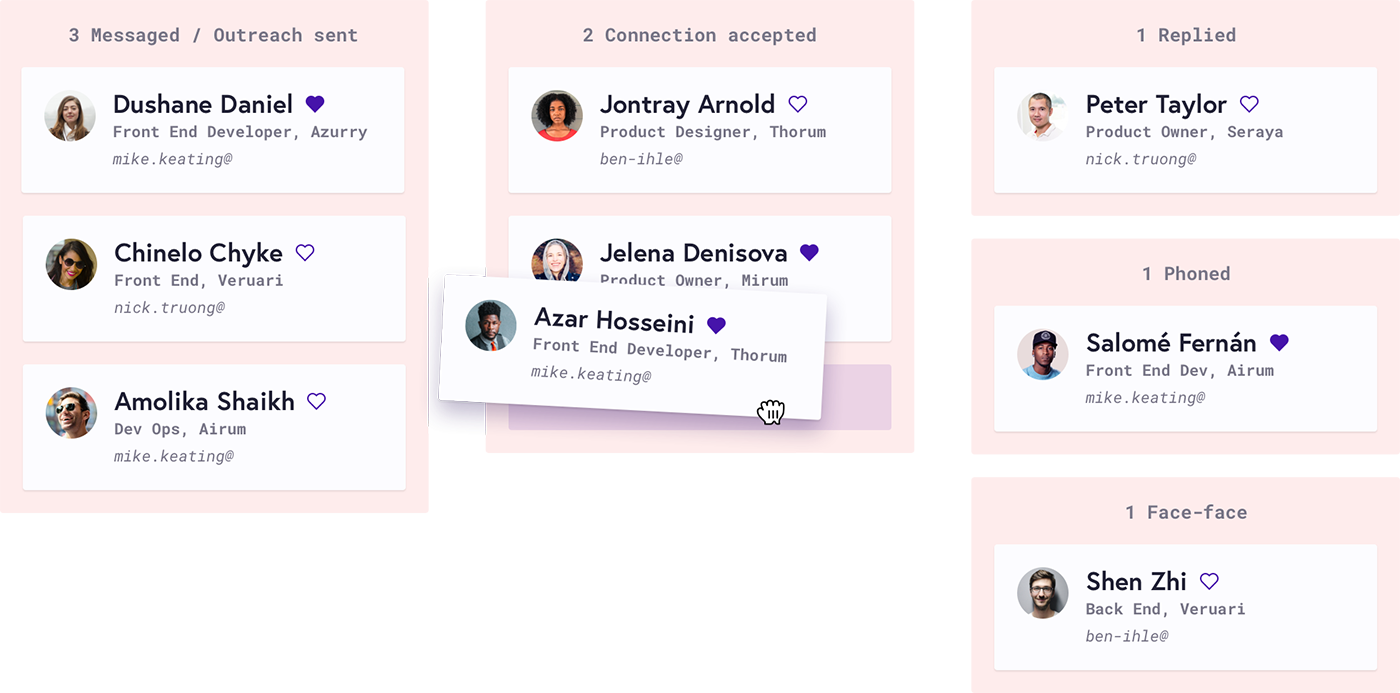 3 Messaged / Outreach sent
Dushane Daniel
Front End Developer, Azurry
mike.keating@
Chinelo Chyke
Front End, Veruari
nick.truong@
Amolika Shaikh
Dev Ops, Airum
mike.keating@
2 Connection accepted
Jontray Arnold
Product Designer, Thorum
ben-ihle@
Jelena Denisova
Product Owner, Mirum
Azar Hosseini
Front End Developer, Thorum
mike.keating@
1 Replied
Peter Taylor
Product Owner, Seraya
nick.truong@
1 Phoned
Salomé Fernán
Front End Dev, Airum
mike.keating@
1 Face-face
Shen Zhi
Back End, Veruari
ben-ihle@